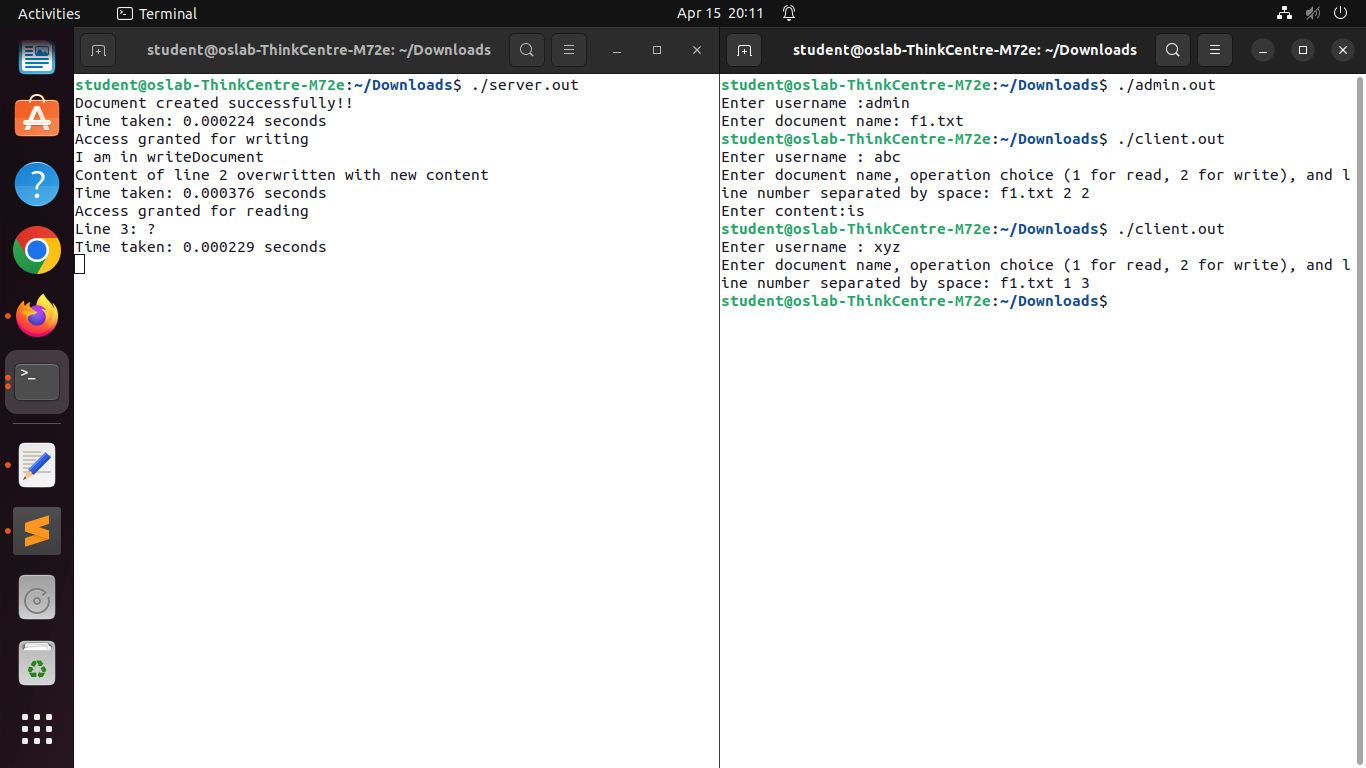 Activities
Terminal
Apr 15 20:11
student@oslab-ThinkCentre-M72e: ~/Downloads
student@oslab-ThinkCentre-M72e:~/Downloads$ ./server.out
Document created successfully!!
Time taken: 0.000224 seconds
Access granted for writing
I am in writeDocument
Content of line 2 overwritten with new content
Time taken: 0.000376 seconds
Access granted for reading
Line 3: ?
Time taken: 0.000229 seconds
student@oslab-ThinkCentre-M72e: ~/Downloads
student@oslab-ThinkCentre-M72e:~/Downloads$ ./admin.out
Enter username :admin
Enter document name: f1.txt
student@oslab-ThinkCentre-M72e:~/Downloads$ ./client.out
Enter username : abc
Enter document name, operation choice (1 for read, 2 for write), and l
ine number separated by space: f1.txt 2 2
Enter content:is
student@oslab-ThinkCentre-M72e:~/Downloads$ ./client.out
Enter username : xyz
Enter document name, operation choice (1 for read, 2 for write), and l
ine number separated by space: f1.txt 1 3
student@oslab-ThinkCentre-M72e:~/Downloads$